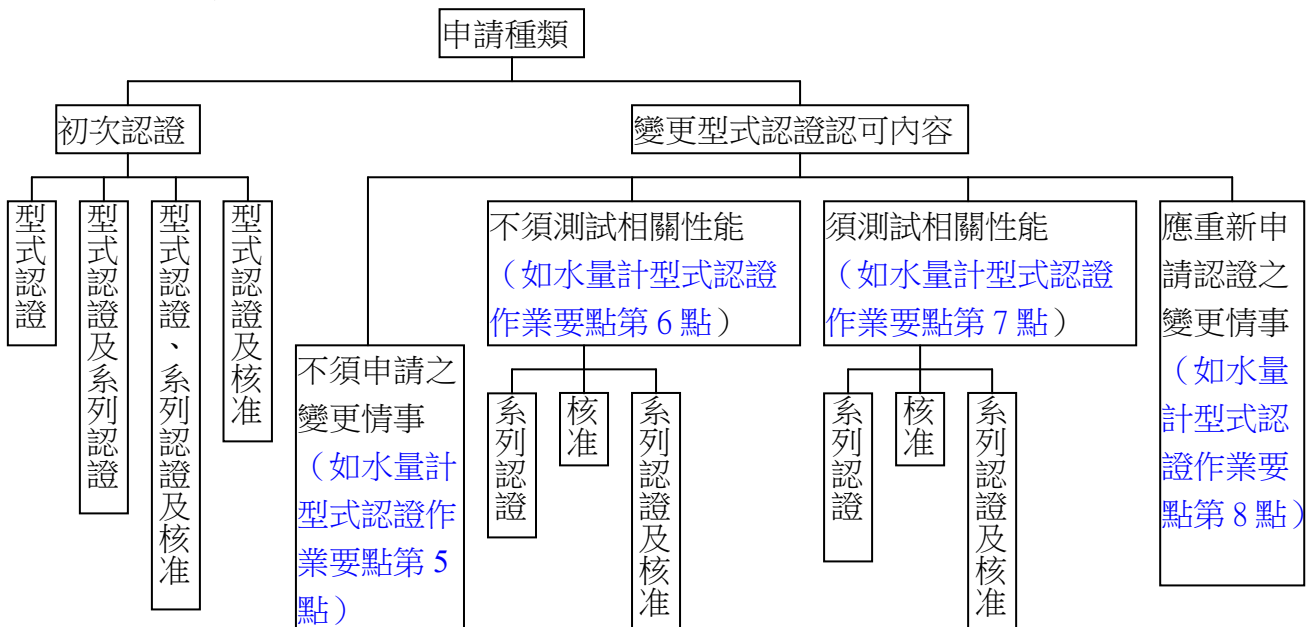 申請種類
初次認證
變更型式認證認可內容
型式認證
型式認證及系列認證
型式認證、系列認證及核准
型式認證及核准
不須申請之
變更情事
（如水量計
型式認證作
業要點第 5
點）
不須測試相關性能
（如水量計型式認證
作業要點第 6 點）
系列認證
核准
系列認證及核准
須測試相關性能
（如水量計型式認證
作業要點第 7 點）
系列認證
核准
系列認證及核准
應重新申
請認證之
變更情事
（如水量
計型式認
證作業要
點第 8 點）